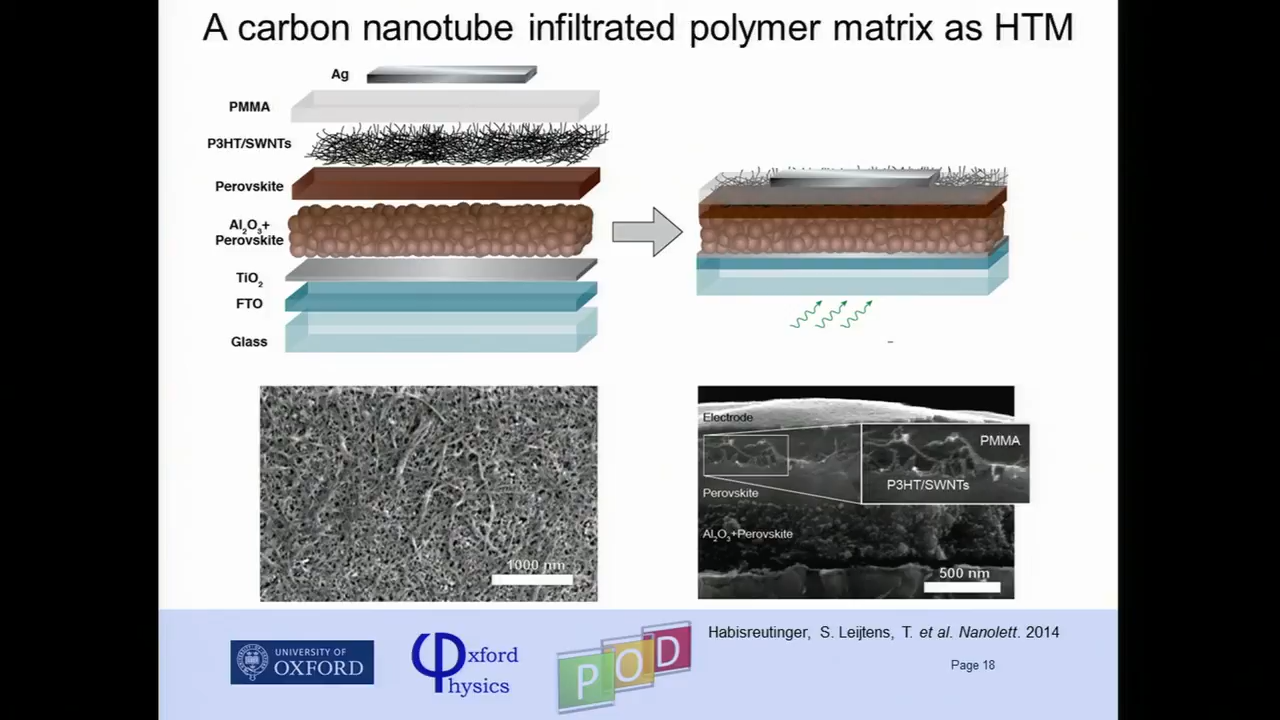 A carbon nanotube infiltrated polymer matrix as HTM
Ag
PMMA
P3HT/SWNTs
Perovskite
Al2O3+
Perovskite
TiO2
FTO
Glass
1000 nm
Electrode
PMMA
P3HT/SWNTs
Perovskite
Al2O3+Perovskite
500 nm
UNIVERSITY OF
OXFORD
Oxford
Physics
POD
Habisreutinger, S. Leijtens, T. et al. Nanolett. 2014
Page 18